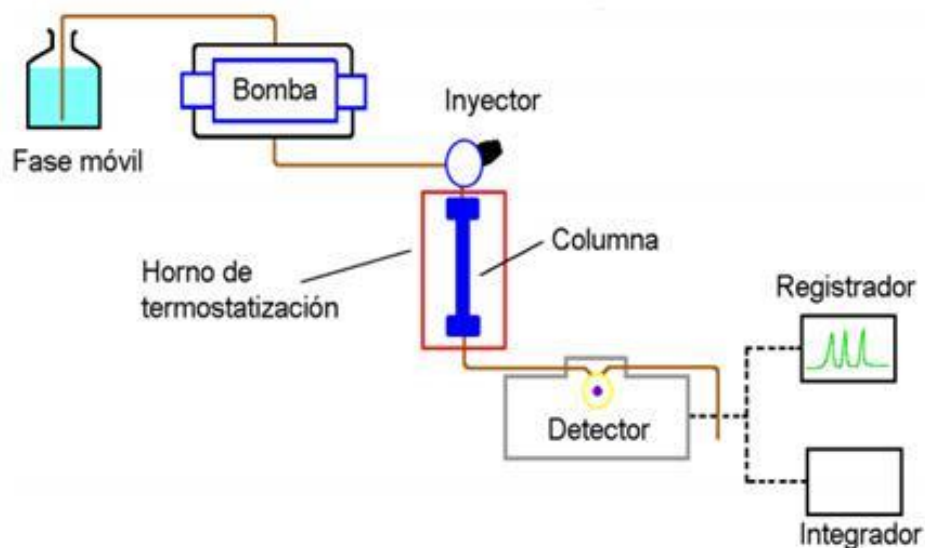 Bomba
Inyector
Fase móvil
Columna
Horno de
termostatización
Registrador
Detector
Integrador